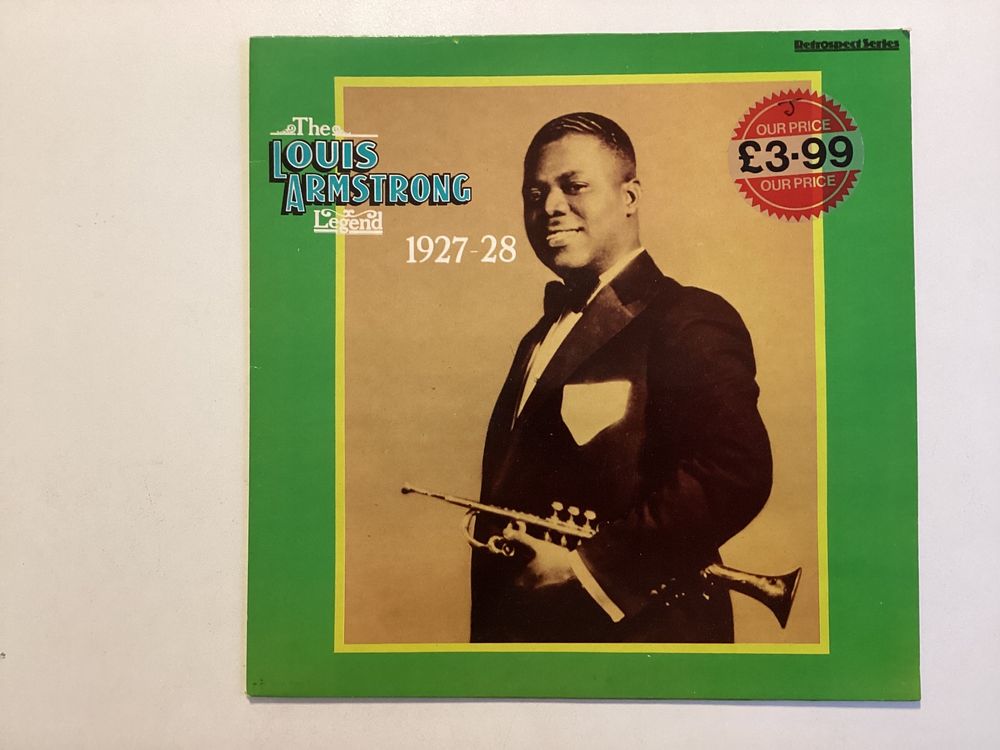 Retrospect Series
The
LOUIS
ARMSTRONG
Legend
1927-28
OUR PRICE
£3·99
OUR PRICE